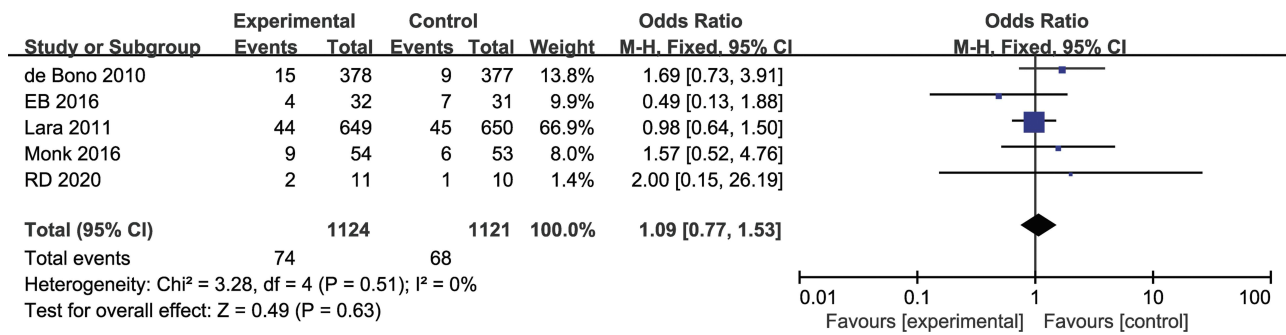 Experimental Control Odds Ratio Odds Ratio
Study or Subgroup Events Total Events Total Weight M-H, Fixed, 95% CI M-H, Fixed, 95% CI
de Bono 2010 15 378 9 377 13.8% 1.69 [0.73, 3.91]
EB 2016 4 32 7 31 9.9% 0.49 [0.13, 1.88]
Lara 2011 44 649 45 650 66.9% 0.98 [0.64, 1.50]
Monk 2016 9 54 6 53 8.0% 1.57 [0.52, 4.76]
RD 2020 2 11 1 10 1.4% 2.00 [0.15, 26.19]
Total (95% CI) 1124 1121 100.0% 1.09 [0.77, 1.53]
Total events 74 68
Heterogeneity: Chi² = 3.28, df = 4 (P = 0.51); I² = 0%
Test for overall effect: Z = 0.49 (P = 0.63)
0.01 0.1 1 10 100
Favours [experimental] Favours [control]